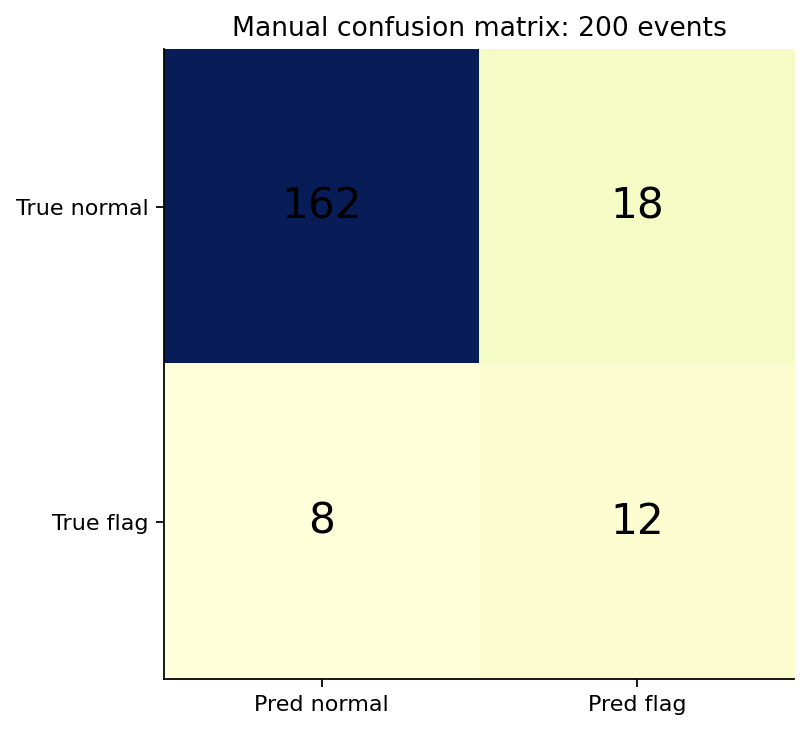 Manual confusion matrix: 200 events
True normal
162
18
True flag
8
12
Pred normal
Pred flag